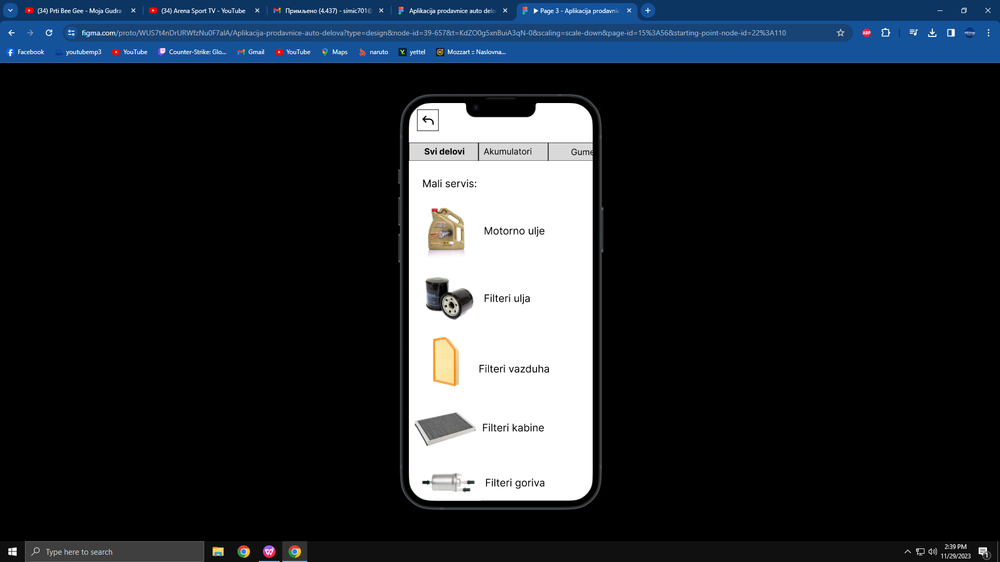 (34) Prti Bee Gee - Moja Gudra
(34) Arena Sport TV - YouTube
Примљено (4.437) - simic701@
Aplikacija prodavnice auto delo
Page 3 - Aplikacija prodavnic
figma.com/proto/WUS7t4nDrURWfzNu0F7alA/Aplikacija-prodavnice-auto-delova?type=design&node-id=39-657&t=KdZO0g5xnBuiA3qN-0&scaling=scale-down&page-id=15%3A56&starting-point-node-id=22%3A110
ABP
Facebook
youtubemp3
YouTube
Counter-Strike: Glo...
Gmail
YouTube
Maps
naruto
yettel
Mozzart :: Naslovna...
Svi delovi
Akumulatori
Gume
Mali servis:
Motorno ulje
Filteri ulja
Filteri vazduha
Filteri kabine
Filteri goriva
Type here to search
2:39 PM
11/29/2023
1